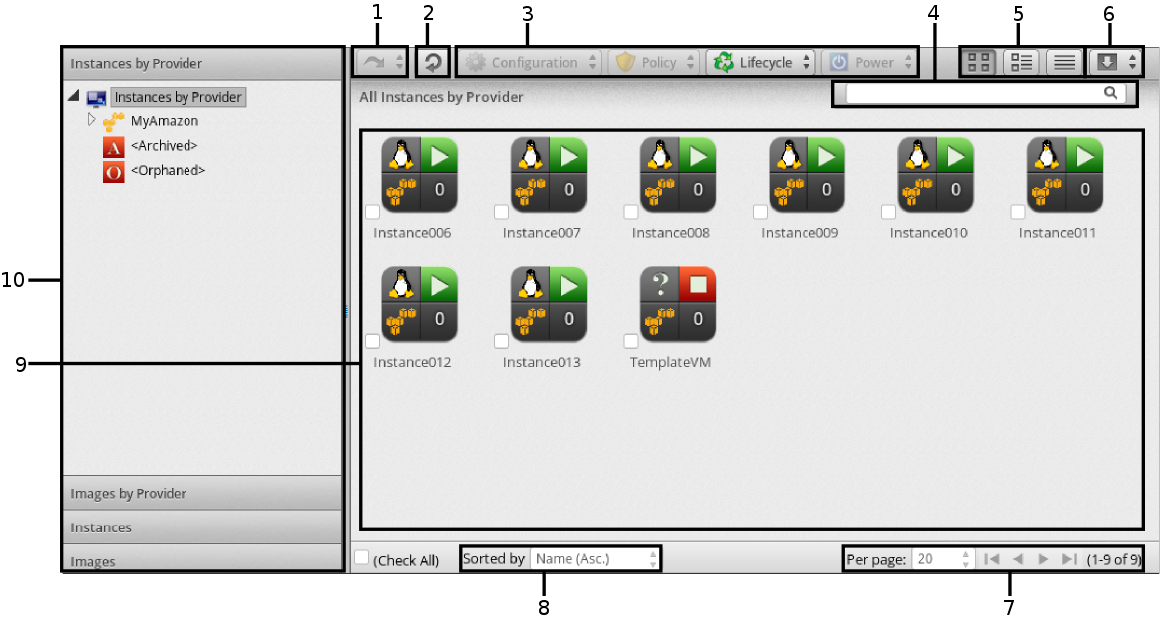 1 2 3 4 5 6
Instances by Provider
Configuration Policy Lifecycle Power
Instances by Provider
MyAmazon
A <Archived>
O <Orphaned>
All Instances by Provider
0 0 0 0 0 0
Instance006 Instance007 Instance008 Instance009 Instance010 Instance011
? 
0 0 0
Instance012 Instance013 TemplateVM
10
9
Images by Provider
Instances
Images
(Check All) Sorted by Name (Asc.) Per page: 20 (1-9 of 9)
8 7